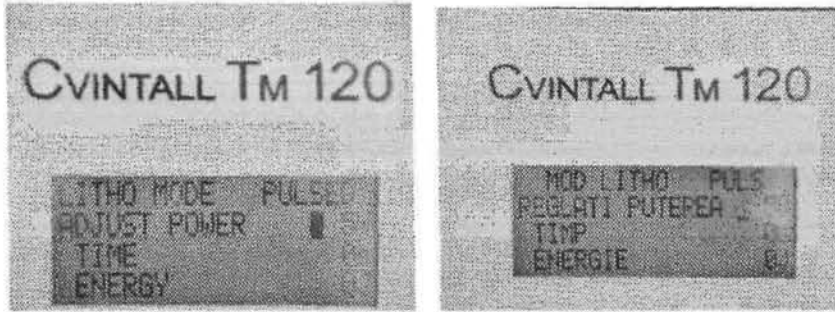 CVINTALL TM 120
LITHO MODE PULSED
ADJUST POWER
TIME
ENERGY
CVINTALL TM 120
MOD LITHO PULS
REGLATI PUTEREA
TIMP
ENERGIE